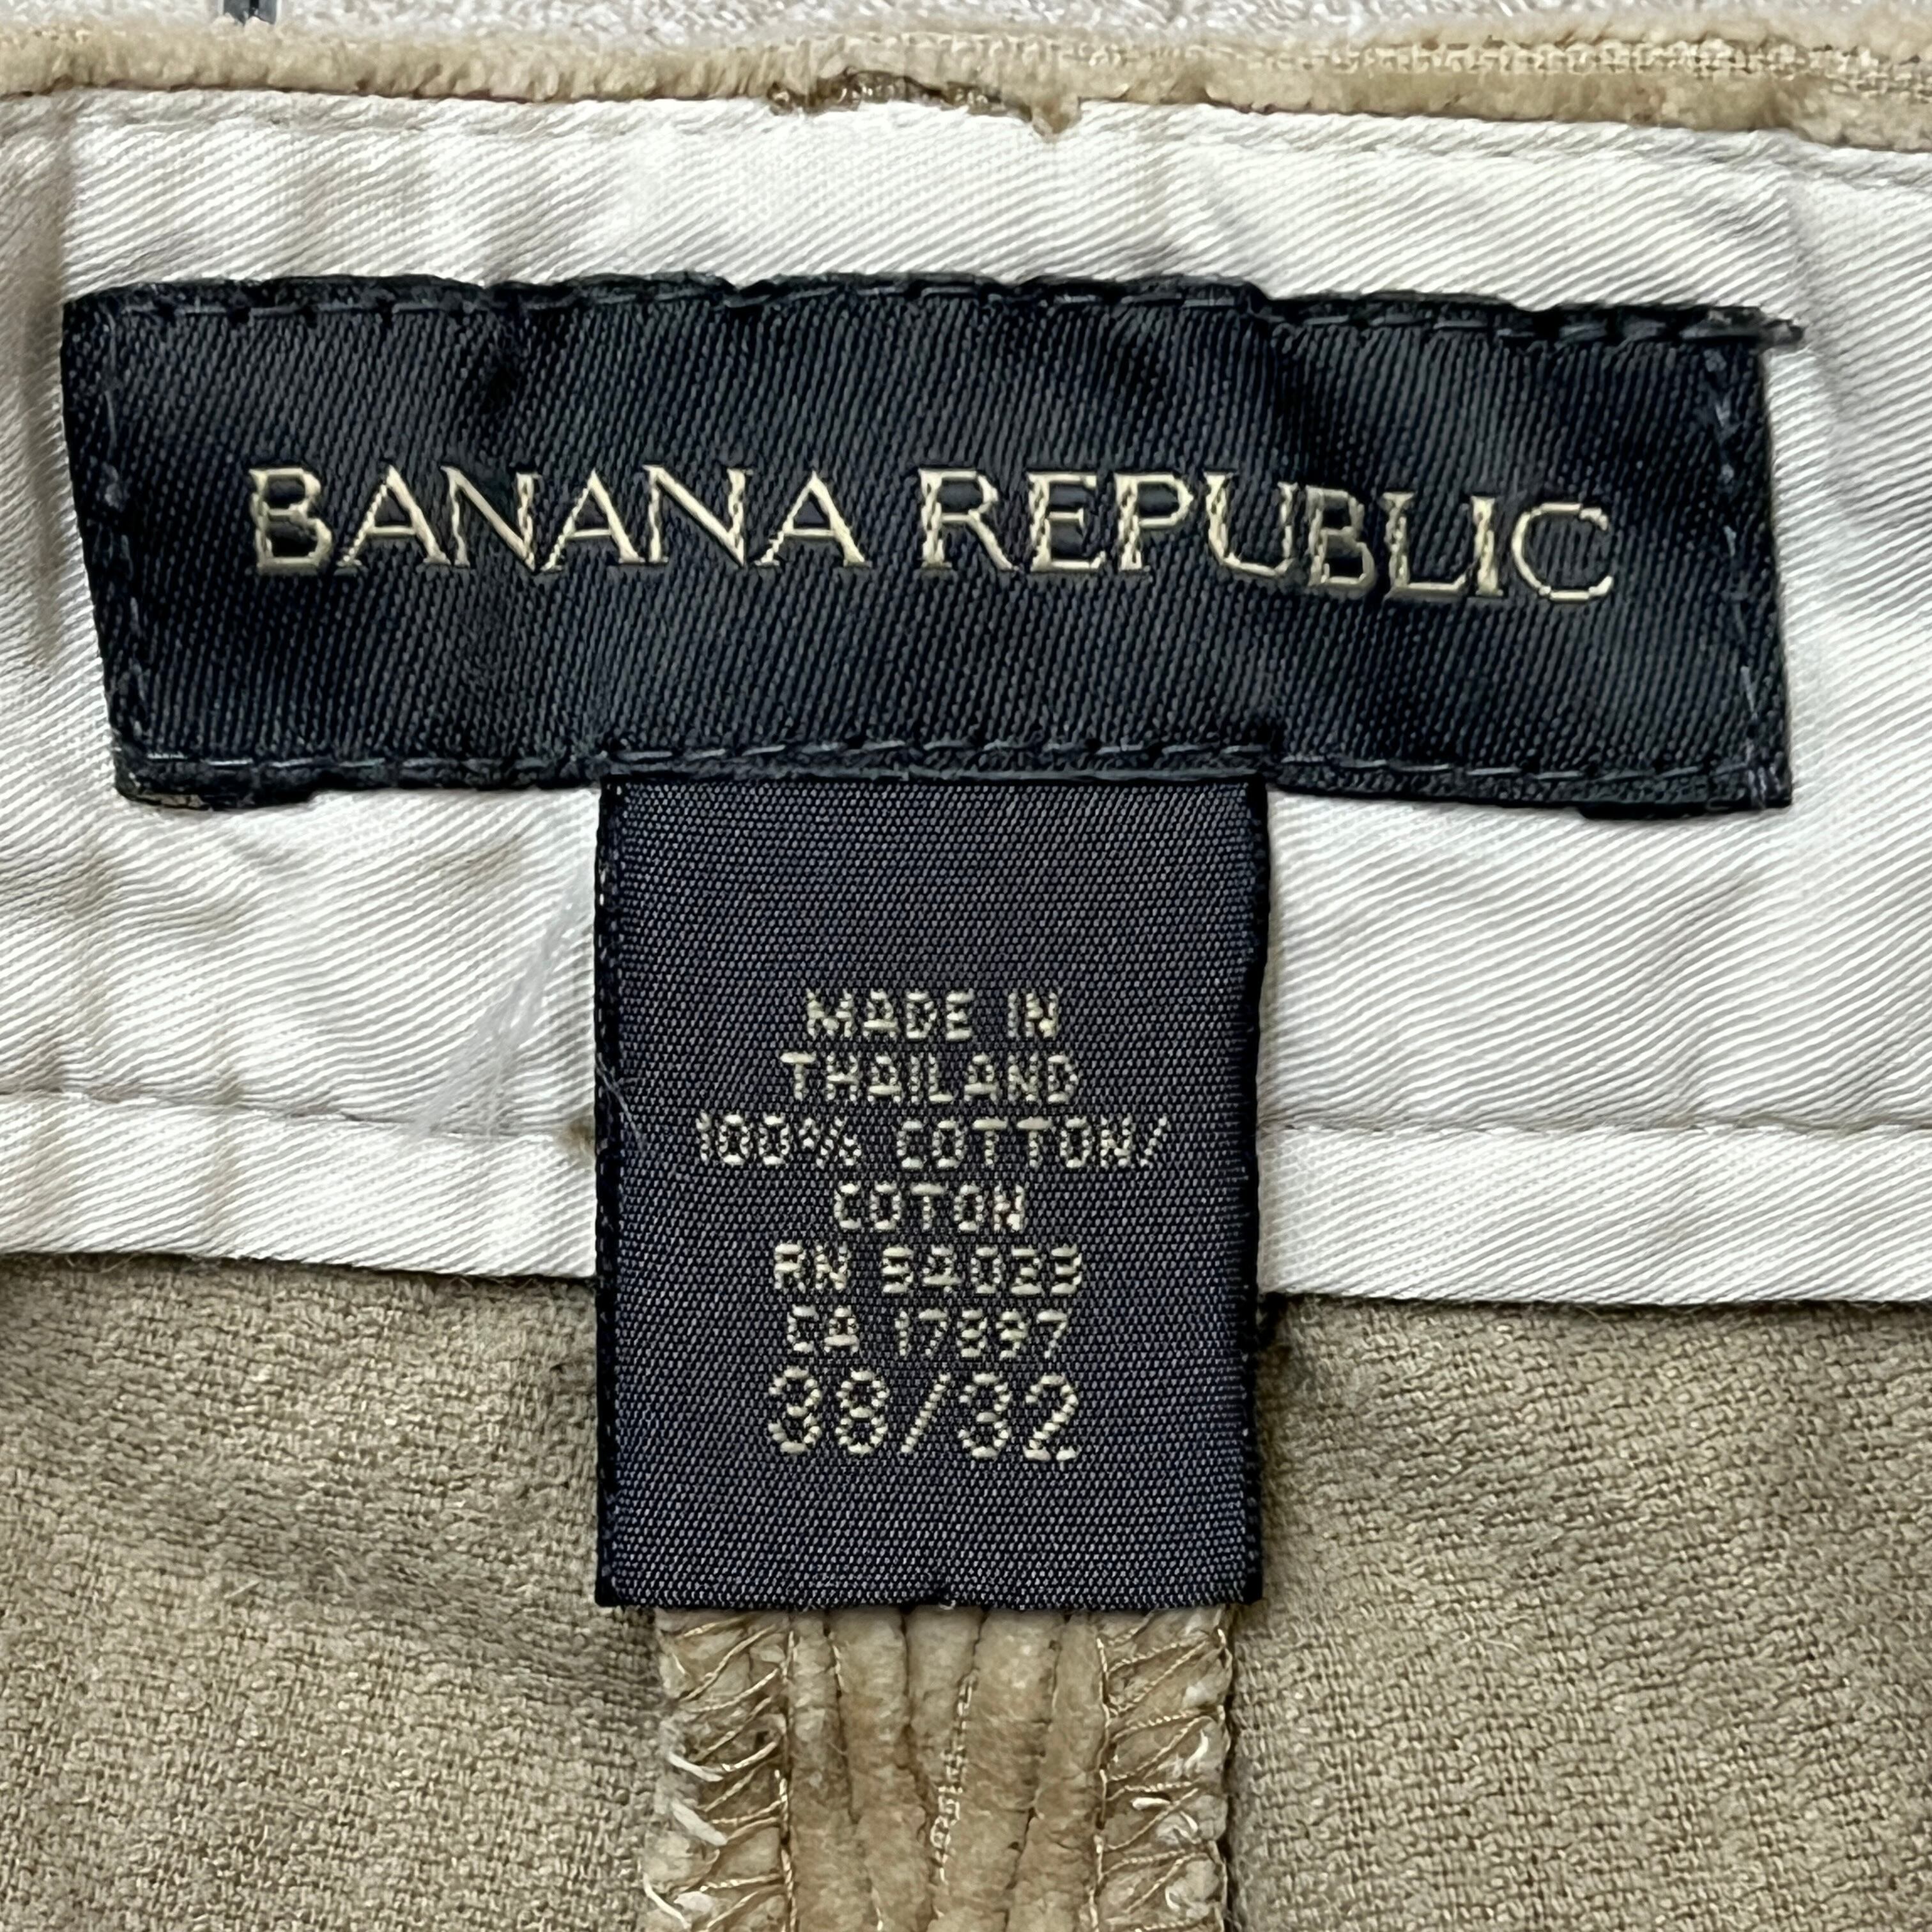 BANANA REPUBLIC
MADE IN
THAILAND
100% COTTON/
COTON
RN 54023
CA 17897
38/32